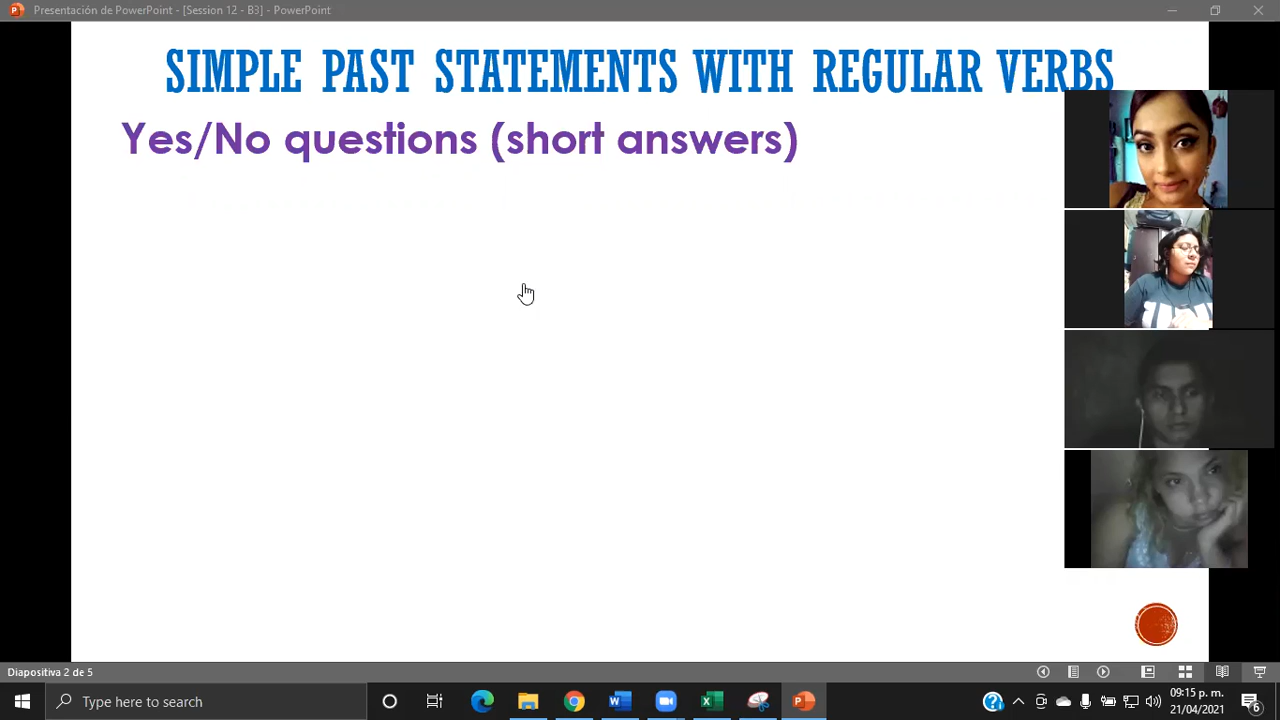 Presentación de PowerPoint - [Session 12 - B3] - PowerPoint
SIMPLE PAST STATEMENTS WITH REGULAR VERBS
Yes/No questions (short answers)
Diapositiva 2 de 5
Type here to search
09:15 p. m.
21/04/2021
6